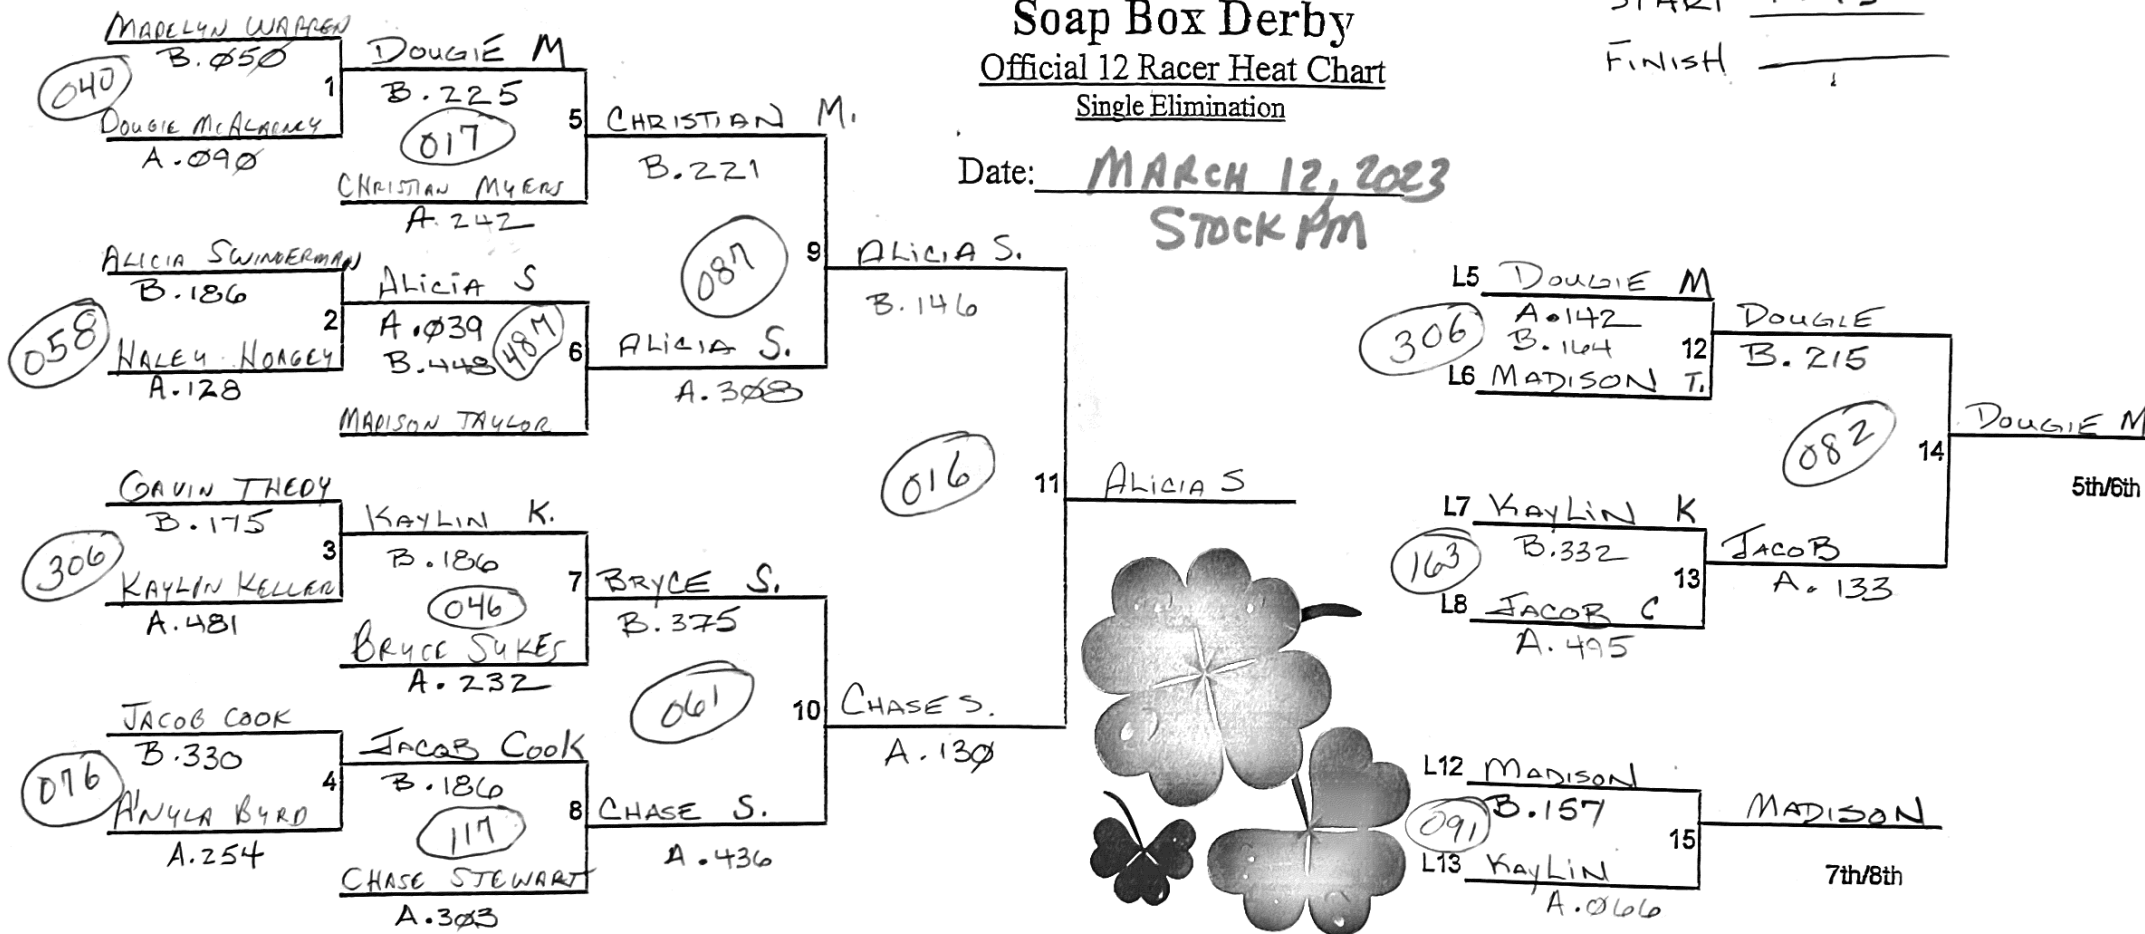 Soap Box Derby
Official 12 Racer Heat Chart
Single Elimination
Date: MARCH 12, 2023
STOCK PM
START
FINISH
MADELYN WARREN
B.050
040
1
DOUGIE McALARNEY
A.090
DOUGIE M
B.225
017
5
CHRISTIAN MYERS
A.242
ALICIA SWINDERMAN
B.186
058
2
HALEY HORGEY
A.128
ALICIA S
A.039
B.448
487
6
MADISON TAYLOR
GAVIN THEDY
B.175
306
3
KAYLIN KELLER
A.481
KAYLIN K.
B.186
046
7
BRYCE SYKES
A.232
JACOB COOK
B.330
076
4
A'NYLA BYRD
A.254
JACOB COOK
B.186
117
8
CHASE STEWART
A.303
CHRISTIAN M.
B.221
087
9
ALICIA S.
A.308
BRYCE S.
B.375
061
10
CHASE S.
A.436
ALICIA S.
B.146
016
11
CHASE S.
A.130
ALICIA S
L5 DOUGIE M
A.142
306
B.164
12
L6 MADISON T.
DOUGIE
B.215
082
14
L7 KAYLIN K
B.332
163
13
L8 JACOB C
A.495
JACOB
A.133
DOUGIE M
5th/6th
L12 MADISON
B.157
091
15
L13 KAYLIN
A.066
MADISON
7th/8th